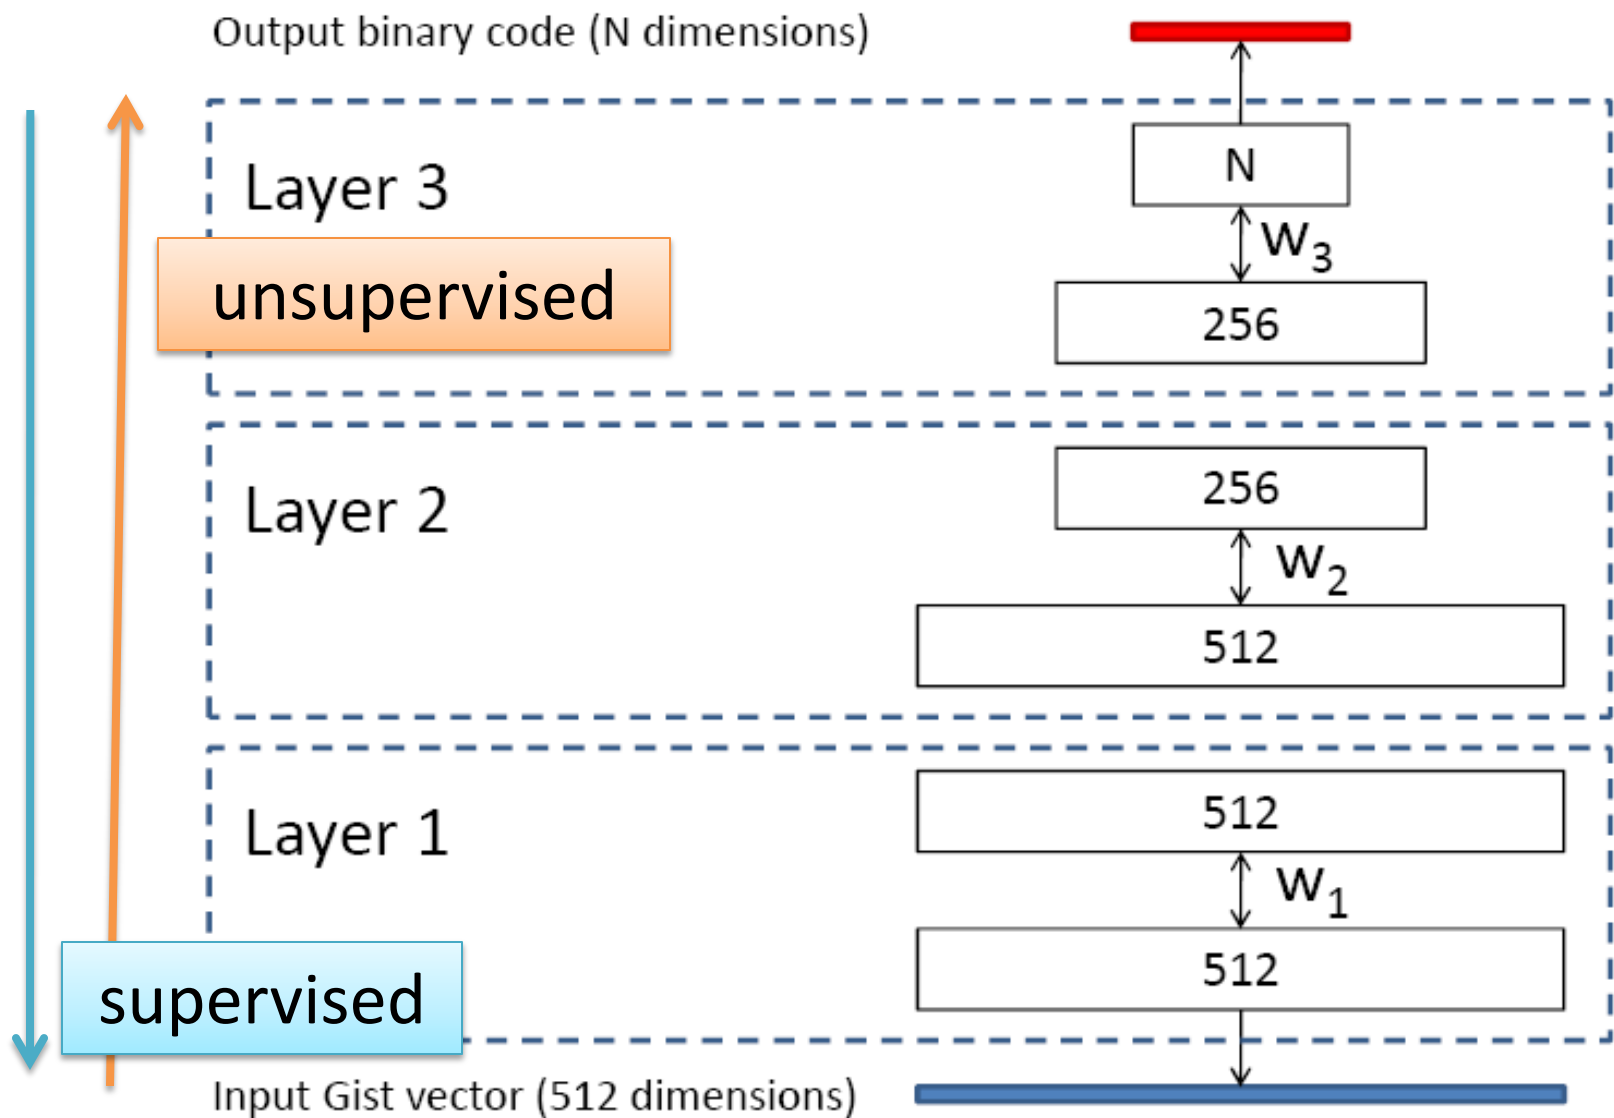 Output binary code (N dimensions)
Layer 3
N
W3
unsupervised
256
Layer 2
256
W2
512
Layer 1
512
W1
512
supervised
Input Gist vector (512 dimensions)